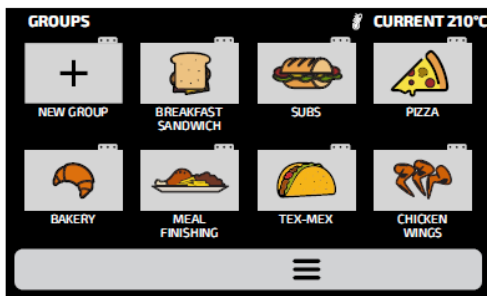 GROUPS
CURRENT 210°C
NEW GROUP
BREAKFAST
SANDWICH
SUBS
PIZZA
BAKERY
MEAL
FINISHING
TEX-MEX
CHICKEN
WINGS